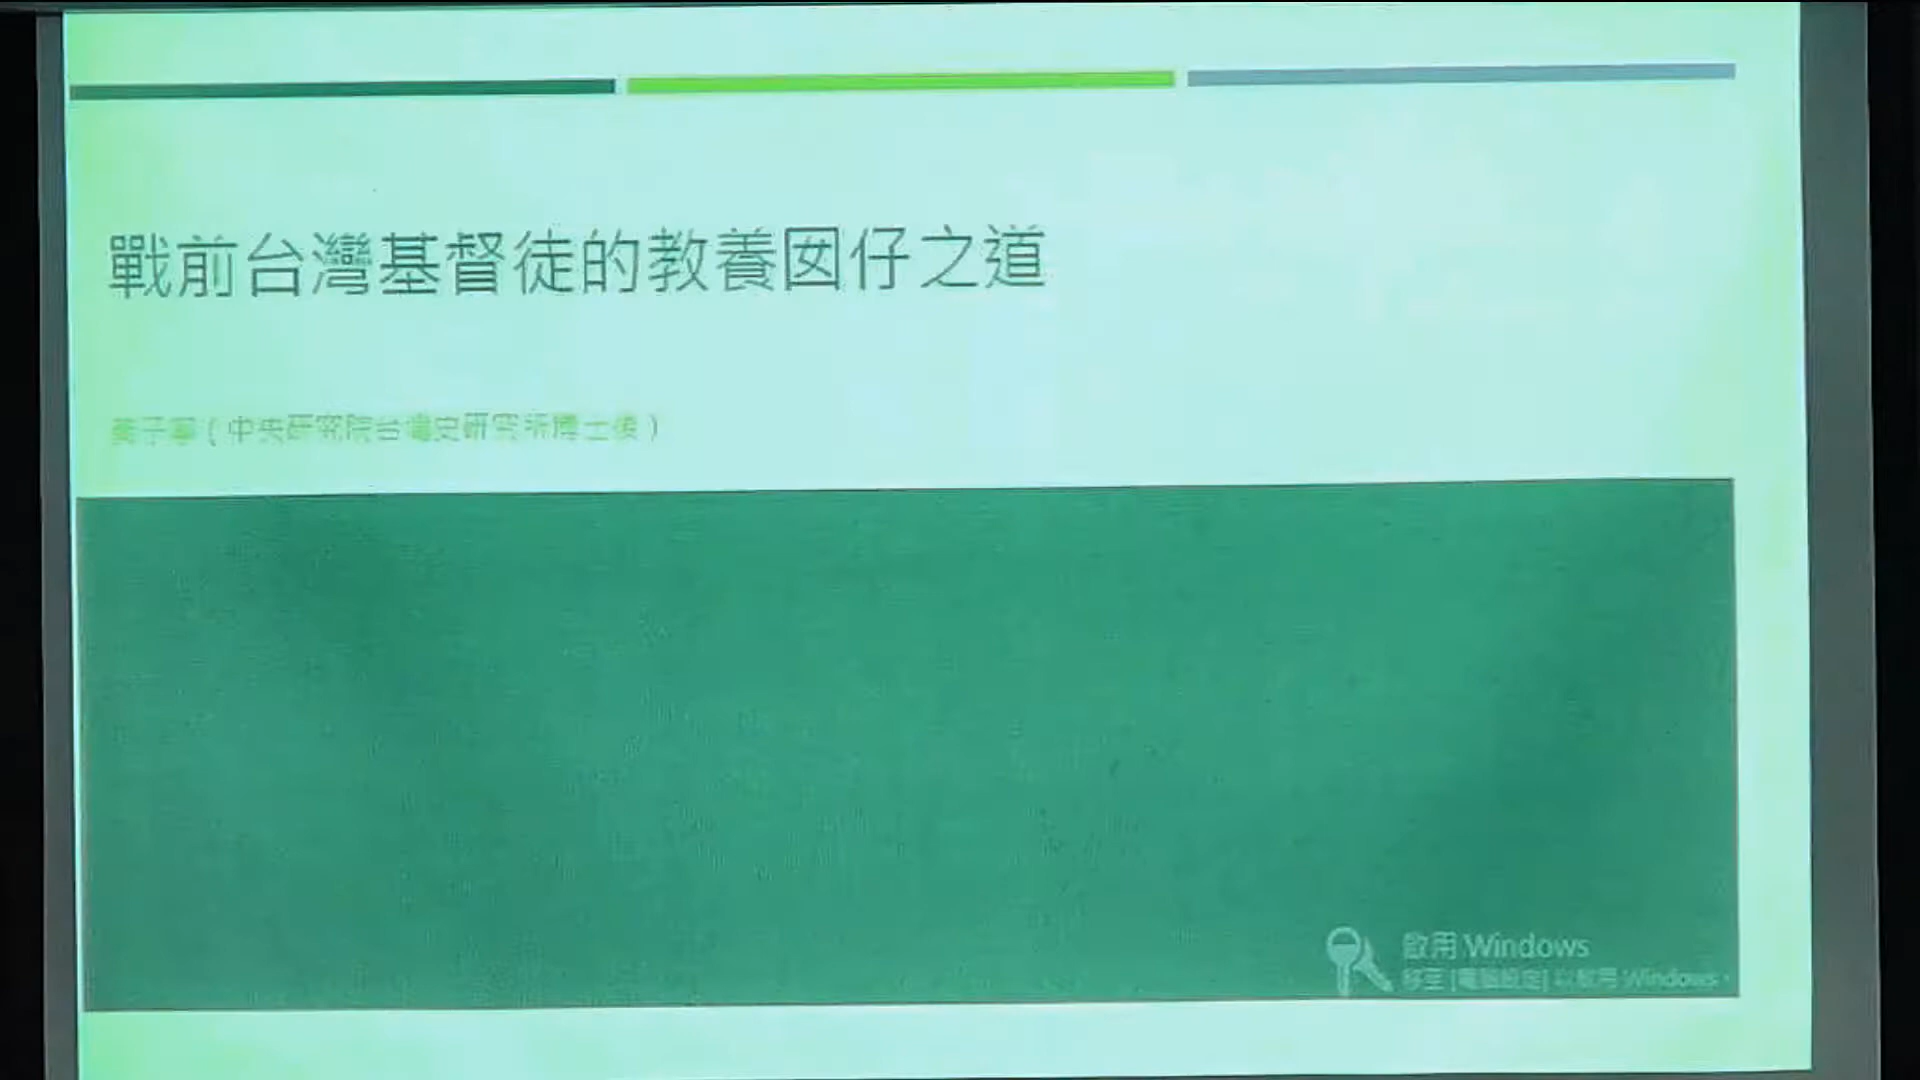 戰前台灣基督徒的教養囡仔之道
黃子寧(中央研究院台灣史研究所博士後)
啟用 Windows
移至 [電腦設定] 以啟用 Windows。